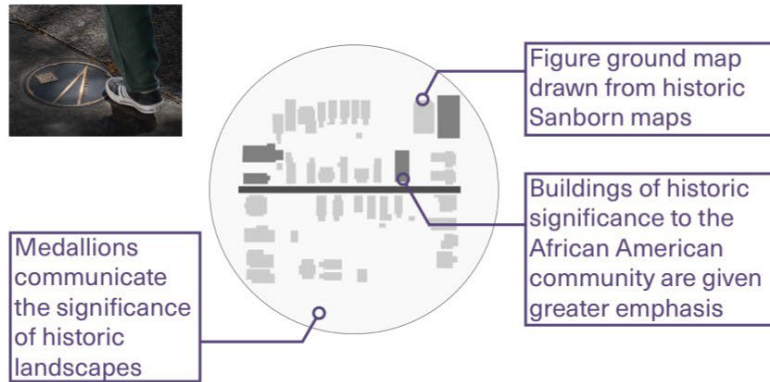 Figure ground map
drawn from historic
Sanborn maps
Buildings of historic
significance to the
African American
community are given
greater emphasis
Medallions
communicate
the significance
of historic
landscapes